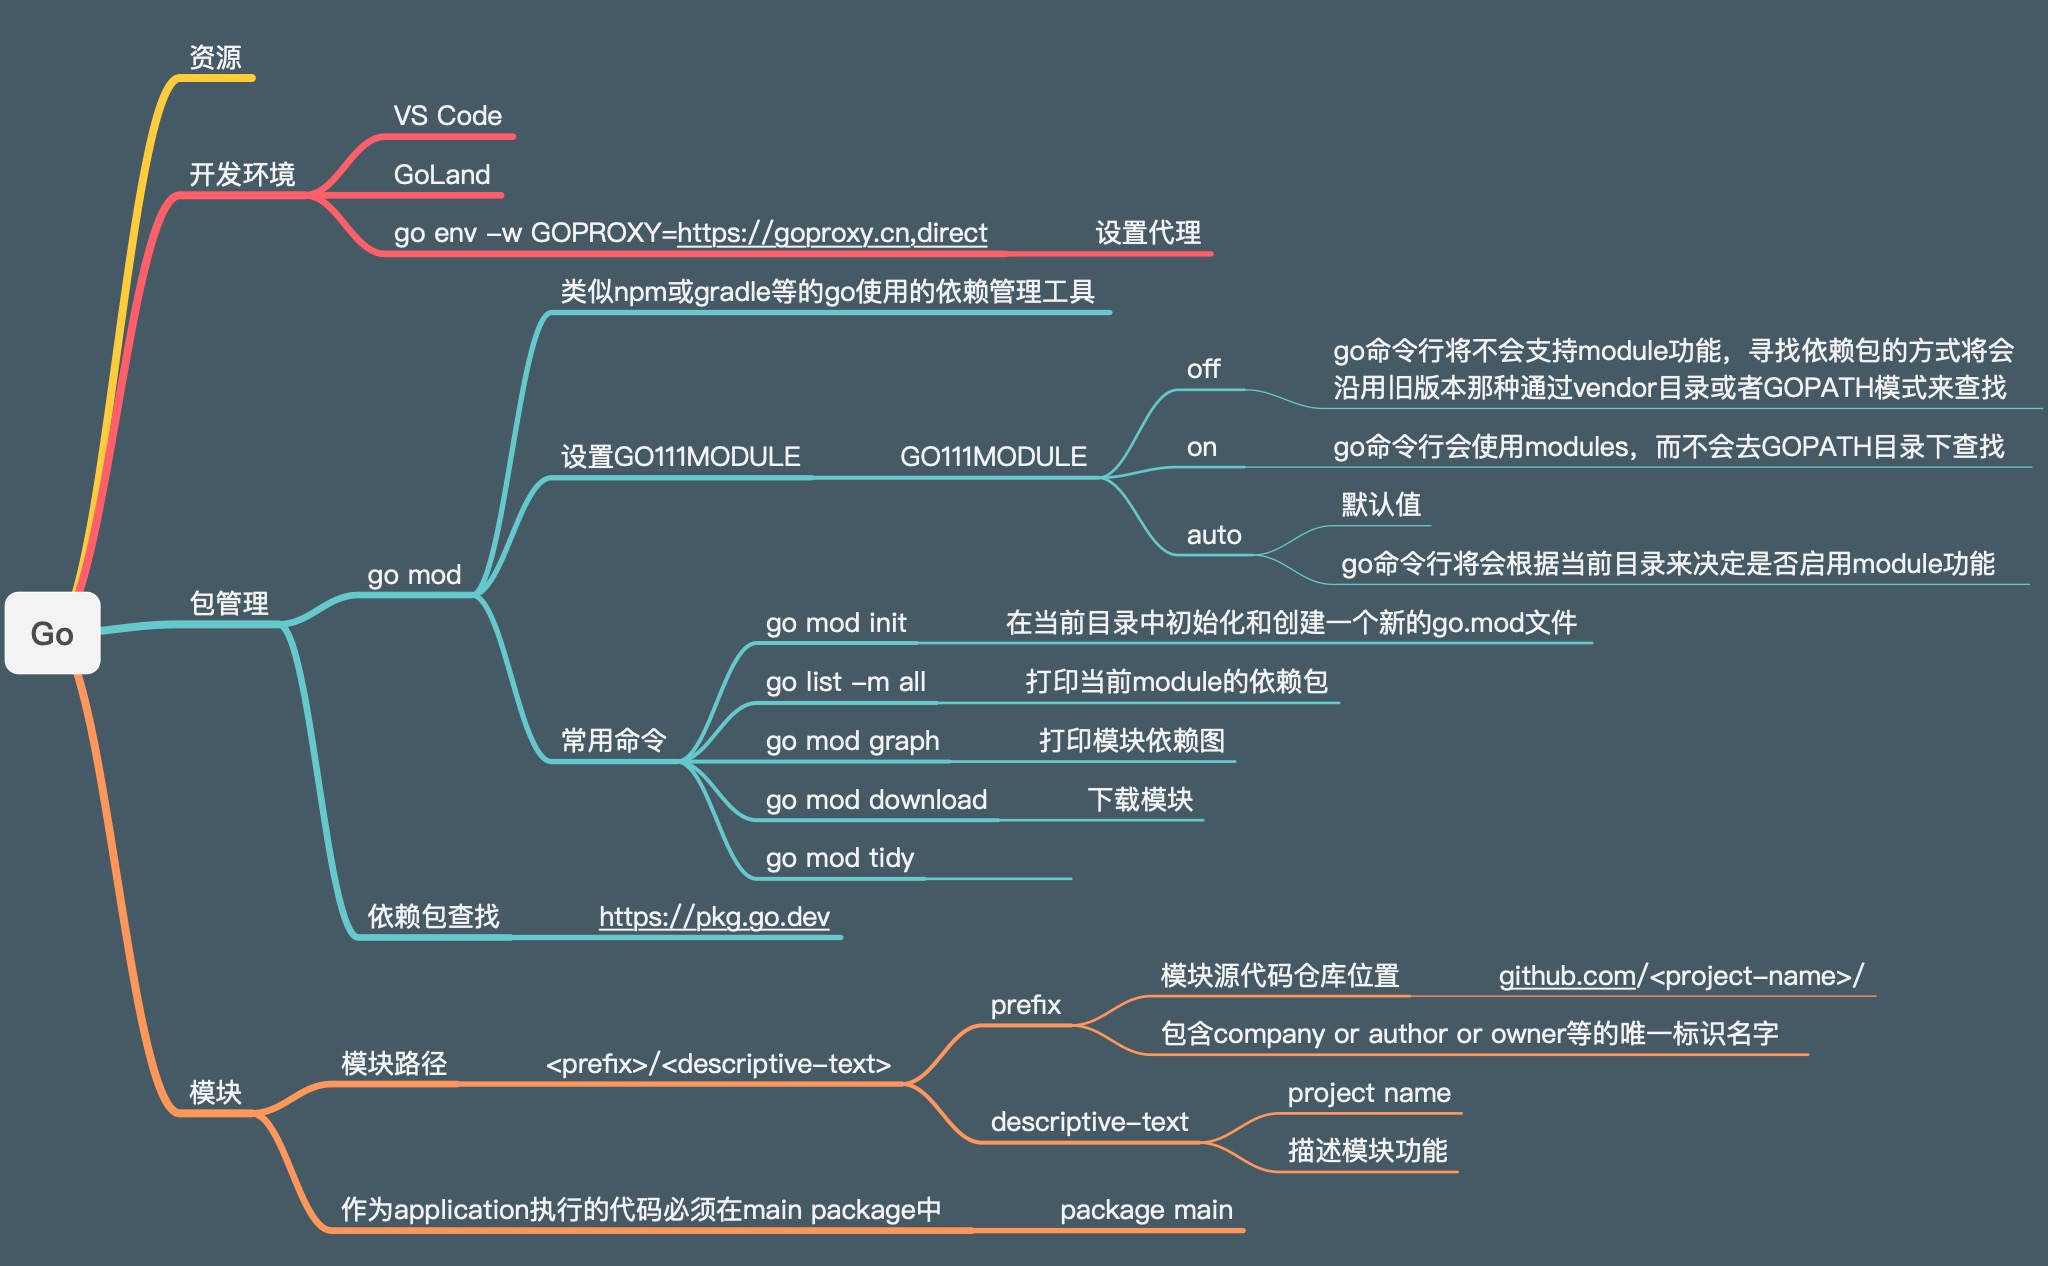 资源
VS Code
开发环境
GoLand
go env -w GOPROXY=https://goproxy.cn,direct
设置代理
类似npm或gradle等的go使用的依赖管理工具
off
go命令行将不会支持module功能，寻找依赖包的方式将会
沿用旧版本那种通过vendor目录或者GOPATH模式来查找
设置GO111MODULE
GO111MODULE
on
go命令行会使用modules，而不会去GOPATH目录下查找
auto
默认值
go命令行将会根据当前目录来决定是否启用module功能
go mod
包管理
Go
go mod init
在当前目录中初始化和创建一个新的go.mod文件
go list -m all
打印当前module的依赖包
常用命令
go mod graph
打印模块依赖图
go mod download
下载模块
go mod tidy
依赖包查找
https://pkg.go.dev
模块
模块路径
<prefix>/<descriptive-text>
prefix
模块源代码仓库位置
github.com/<project-name>/
包含company or author or owner等的唯一标识名字
descriptive-text
project name
描述模块功能
作为application执行的代码必须在main package中
package main